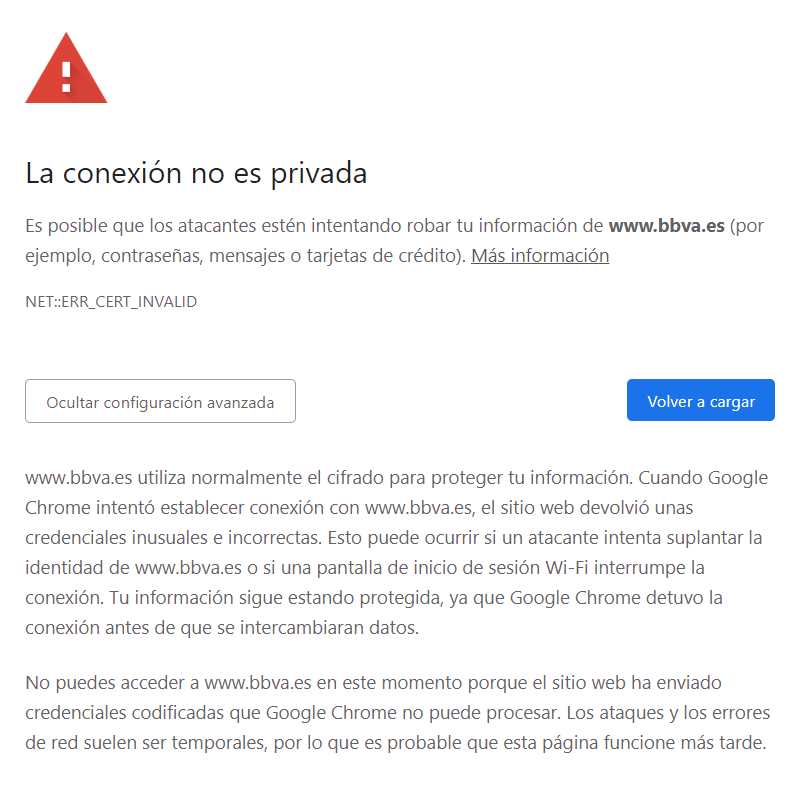 La conexión no es privada
Es posible que los atacantes estén intentando robar tu información de www.bbva.es (por
ejemplo, contraseñas, mensajes o tarjetas de crédito). Más información
NET::ERR_CERT_INVALID
Ocultar configuración avanzada
Volver a cargar
www.bbva.es utiliza normalmente el cifrado para proteger tu información. Cuando Google
Chrome intentó establecer conexión con www.bbva.es, el sitio web devolvió unas
credenciales inusuales e incorrectas. Esto puede ocurrir si un atacante intenta suplantar la
identidad de www.bbva.es o si una pantalla de inicio de sesión Wi-Fi interrumpe la
conexión. Tu información sigue estando protegida, ya que Google Chrome detuvo la
conexión antes de que se intercambiaran datos.
No puedes acceder a www.bbva.es en este momento porque el sitio web ha enviado
credenciales codificadas que Google Chrome no puede procesar. Los ataques y los errores
de red suelen ser temporales, por lo que es probable que esta página funcione más tarde.